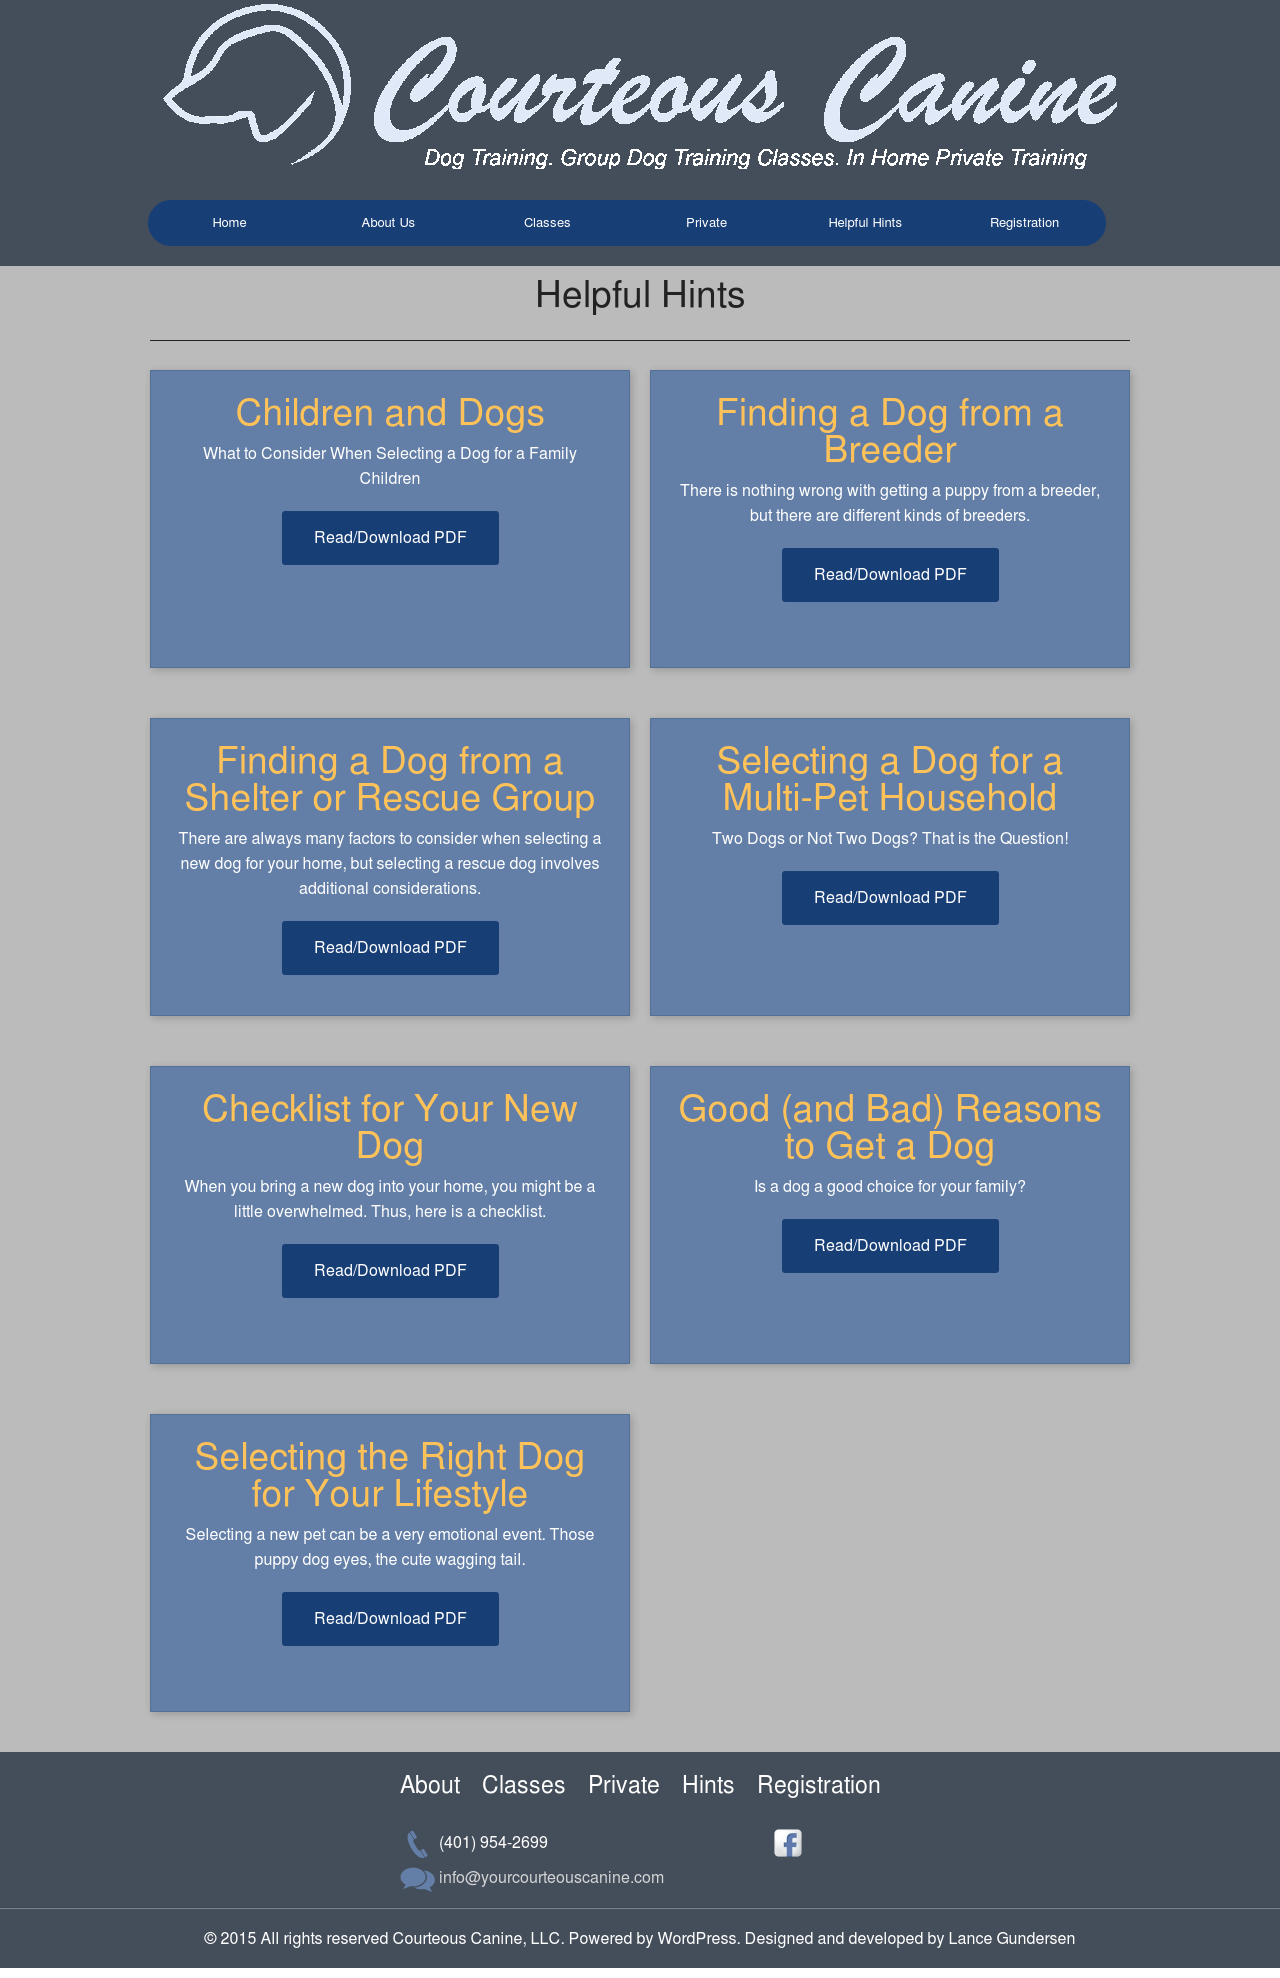 Courteous Canine
Dog Training. Group Dog Training Classes. In Home Private Training
Home About Us Classes Private Helpful Hints Registration
Helpful Hints
Children and Dogs
What to Consider When Selecting a Dog for a Family
Children
Read/Download PDF
Finding a Dog from a
Breeder
There is nothing wrong with getting a puppy from a breeder,
but there are different kinds of breeders.
Read/Download PDF
Finding a Dog from a
Shelter or Rescue Group
There are always many factors to consider when selecting a
new dog for your home, but selecting a rescue dog involves
additional considerations.
Read/Download PDF
Selecting a Dog for a
Multi-Pet Household
Two Dogs or Not Two Dogs? That is the Question!
Read/Download PDF
Checklist for Your New
Dog
When you bring a new dog into your home, you might be a
little overwhelmed. Thus, here is a checklist.
Read/Download PDF
Good (and Bad) Reasons
to Get a Dog
Is a dog a good choice for your family?
Read/Download PDF
Selecting the Right Dog
for Your Lifestyle
Selecting a new pet can be a very emotional event. Those
puppy dog eyes, the cute wagging tail.
Read/Download PDF
About Classes Private Hints Registration
(401) 954-2699
info@yourcourteouscanine.com
© 2015 All rights reserved Courteous Canine, LLC. Powered by WordPress. Designed and developed by Lance Gundersen